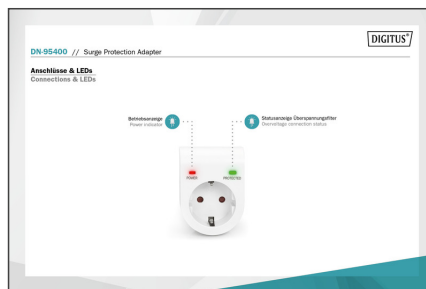 DIGITUS®
DN-95400 // Surge Protection Adapter
Anschlüsse & LEDs
Connections & LEDs
Betriebsanzeige
Power indicator
Statusanzeige Überspannungsfilter
Overvoltage connection status
POWER
PROTECTED